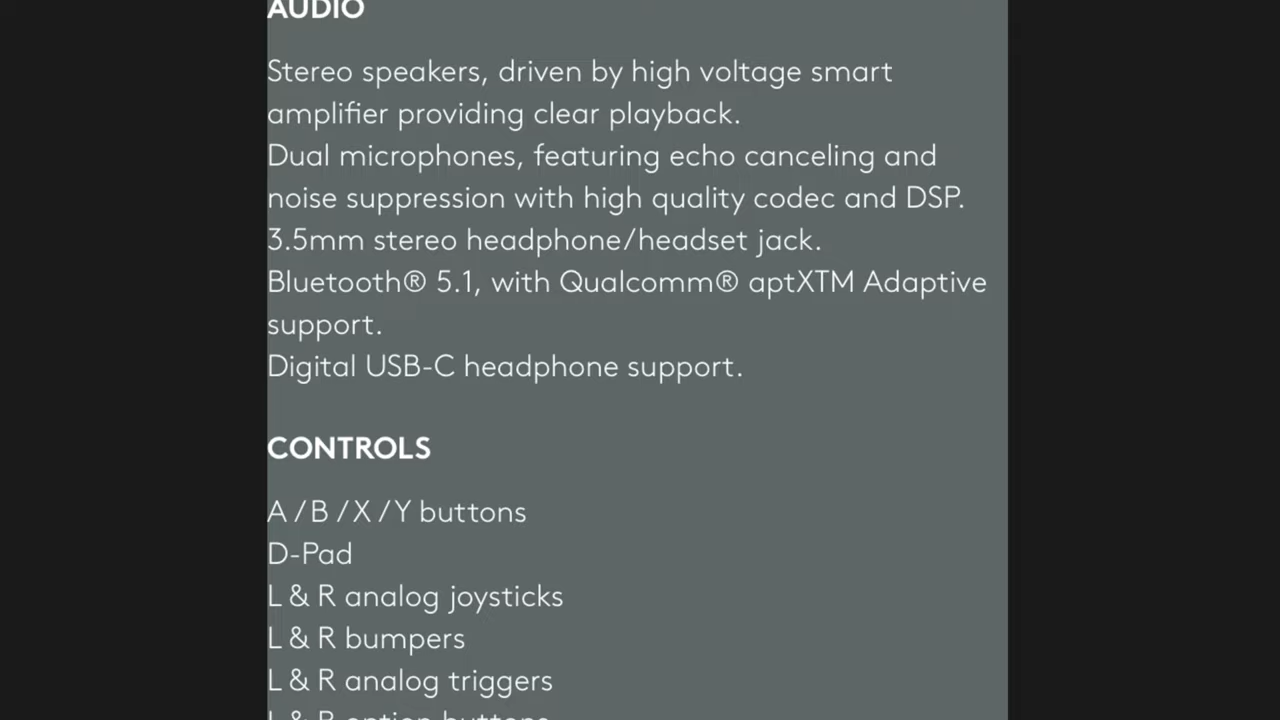 AUDIO
Stereo speakers, driven by high voltage smart
amplifier providing clear playback.
Dual microphones, featuring echo canceling and
noise suppression with high quality codec and DSP.
3.5mm stereo headphone/headset jack.
Bluetooth® 5.1, with Qualcomm® aptXTM Adaptive
support.
Digital USB-C headphone support.
CONTROLS
A / B / X / Y buttons
D-Pad
L & R analog joysticks
L & R bumpers
L & R analog triggers
L & R option buttons